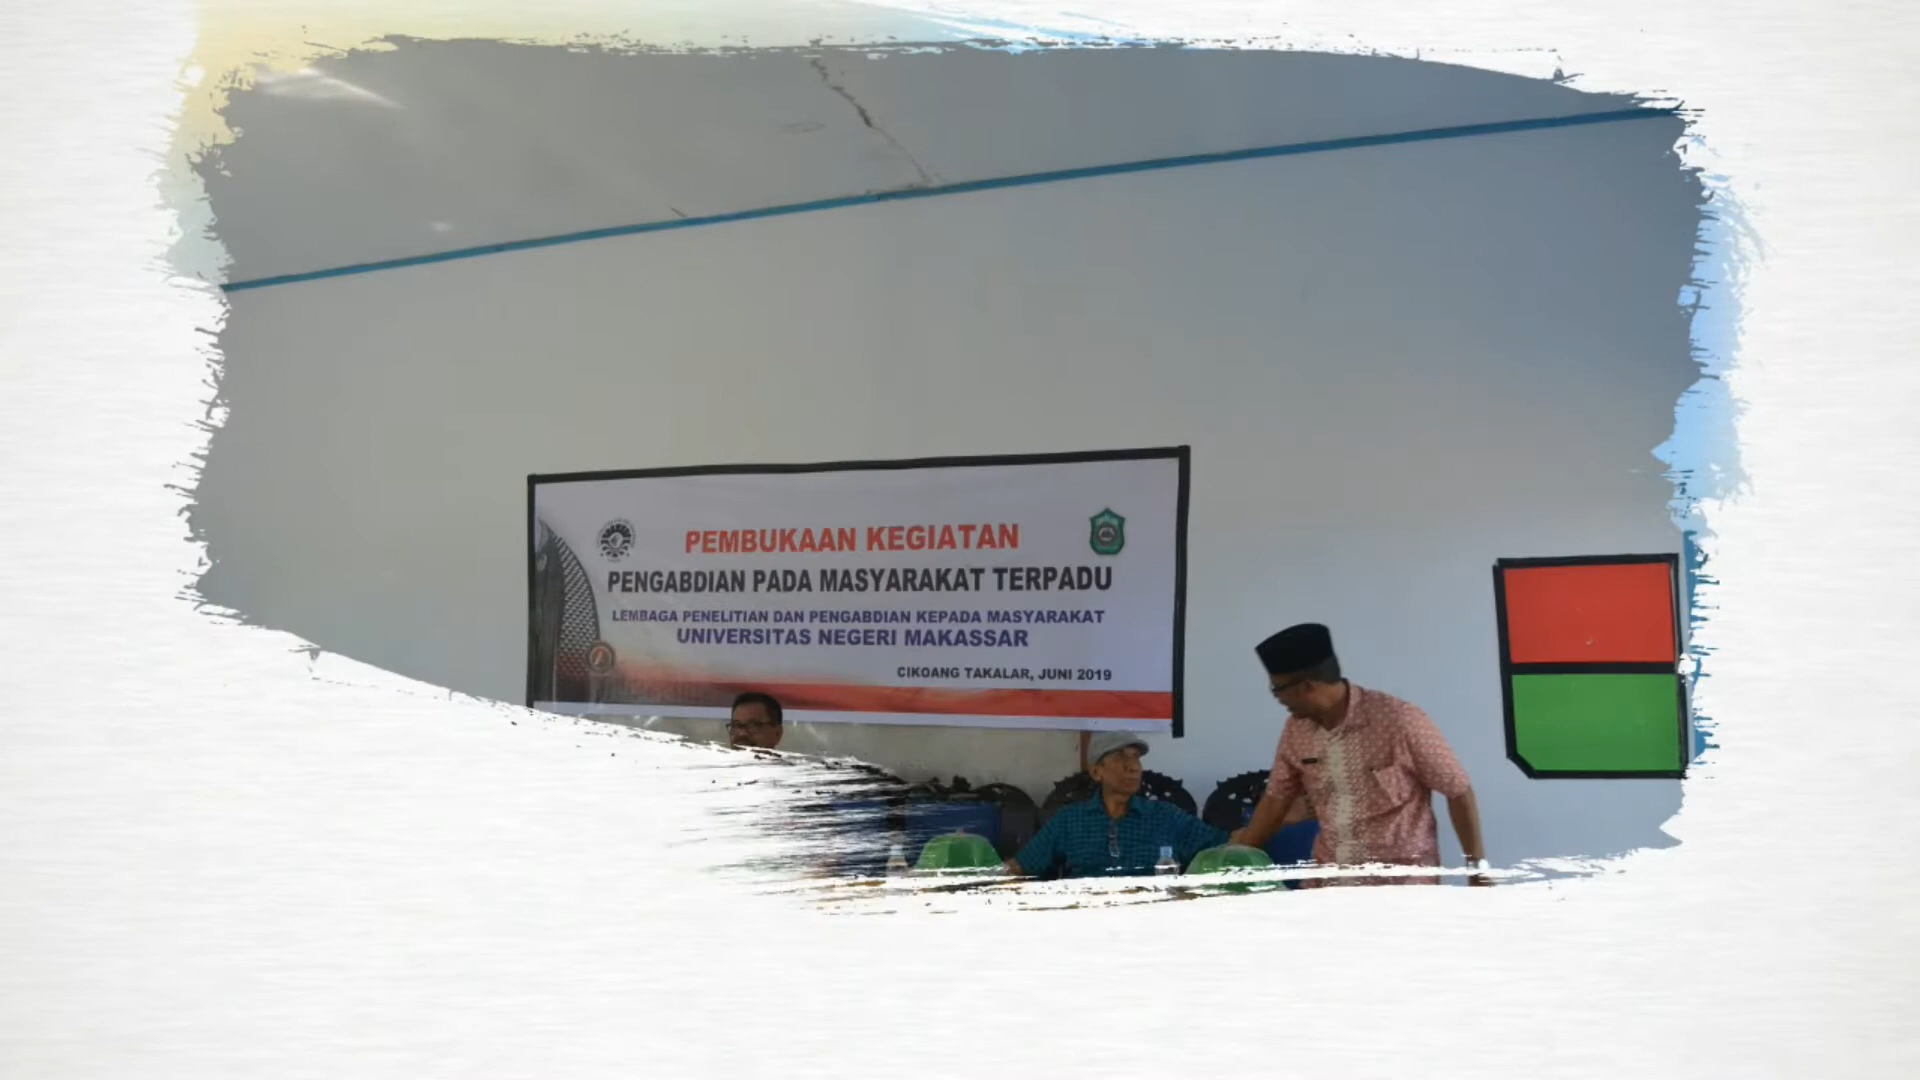 PEMBUKAAN KEGIATAN
PENGABDIAN PADA MASYARAKAT TERPADU
LEMBAGA PENELITIAN DAN PENGABDIAN KEPADA MASYARAKAT
UNIVERSITAS NEGERI MAKASSAR
CIKOANG TAKALAR, JUNI 2019